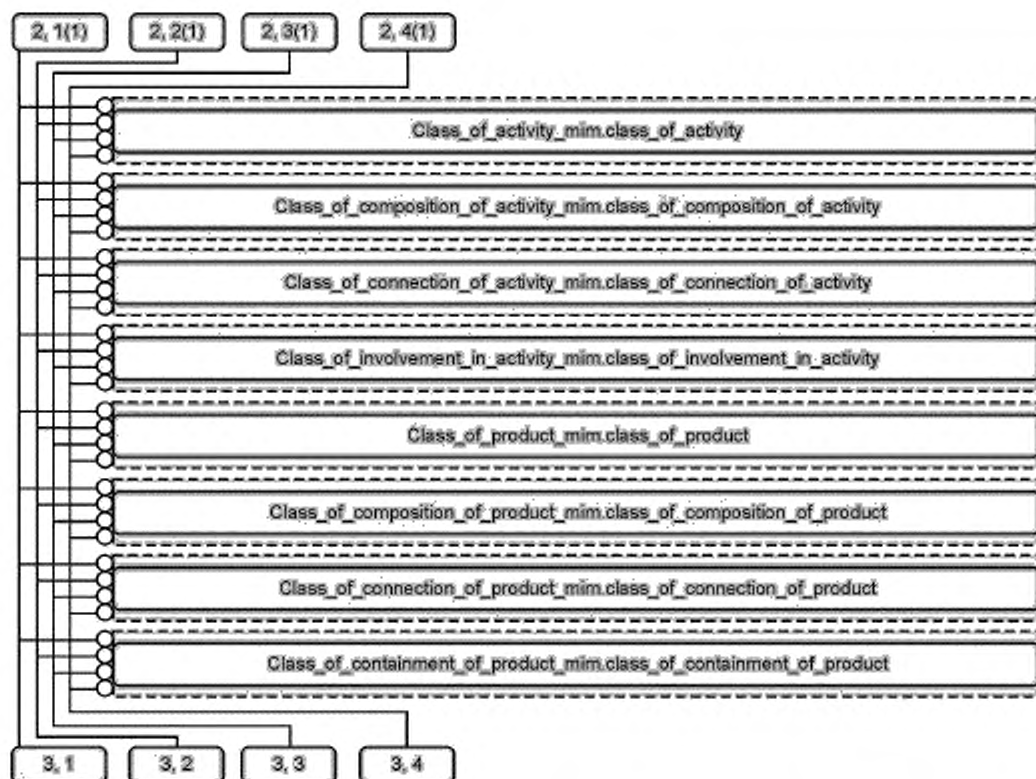 2, 1(1) 2, 2(1) 2, 3(1) 2, 4(1)
Class_of_activity_mim.class_of_activity
Class_of_composition_of_activity_mim.class_of_composition_of_activity
Class_of_connection_of_activity_mim.class_of_connection_of_activity
Class_of_involvement_in_activity_mim.class_of_involvement_in_activity
Class_of_product_mim.class_of_product
Class_of_composition_of_product_mim.class_of_composition_of_product
Class_of_connection_of_product_mim.class_of_connection_of_product
Class_of_containment_of_product_mim.class_of_containment_of_product
3, 1 3, 2 3, 3 3, 4